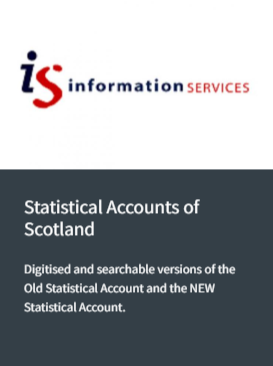 is information SERVICES
Statistical Accounts of
Scotland
Digitised and searchable versions of the
Old Statistical Account and the NEW
Statistical Account.